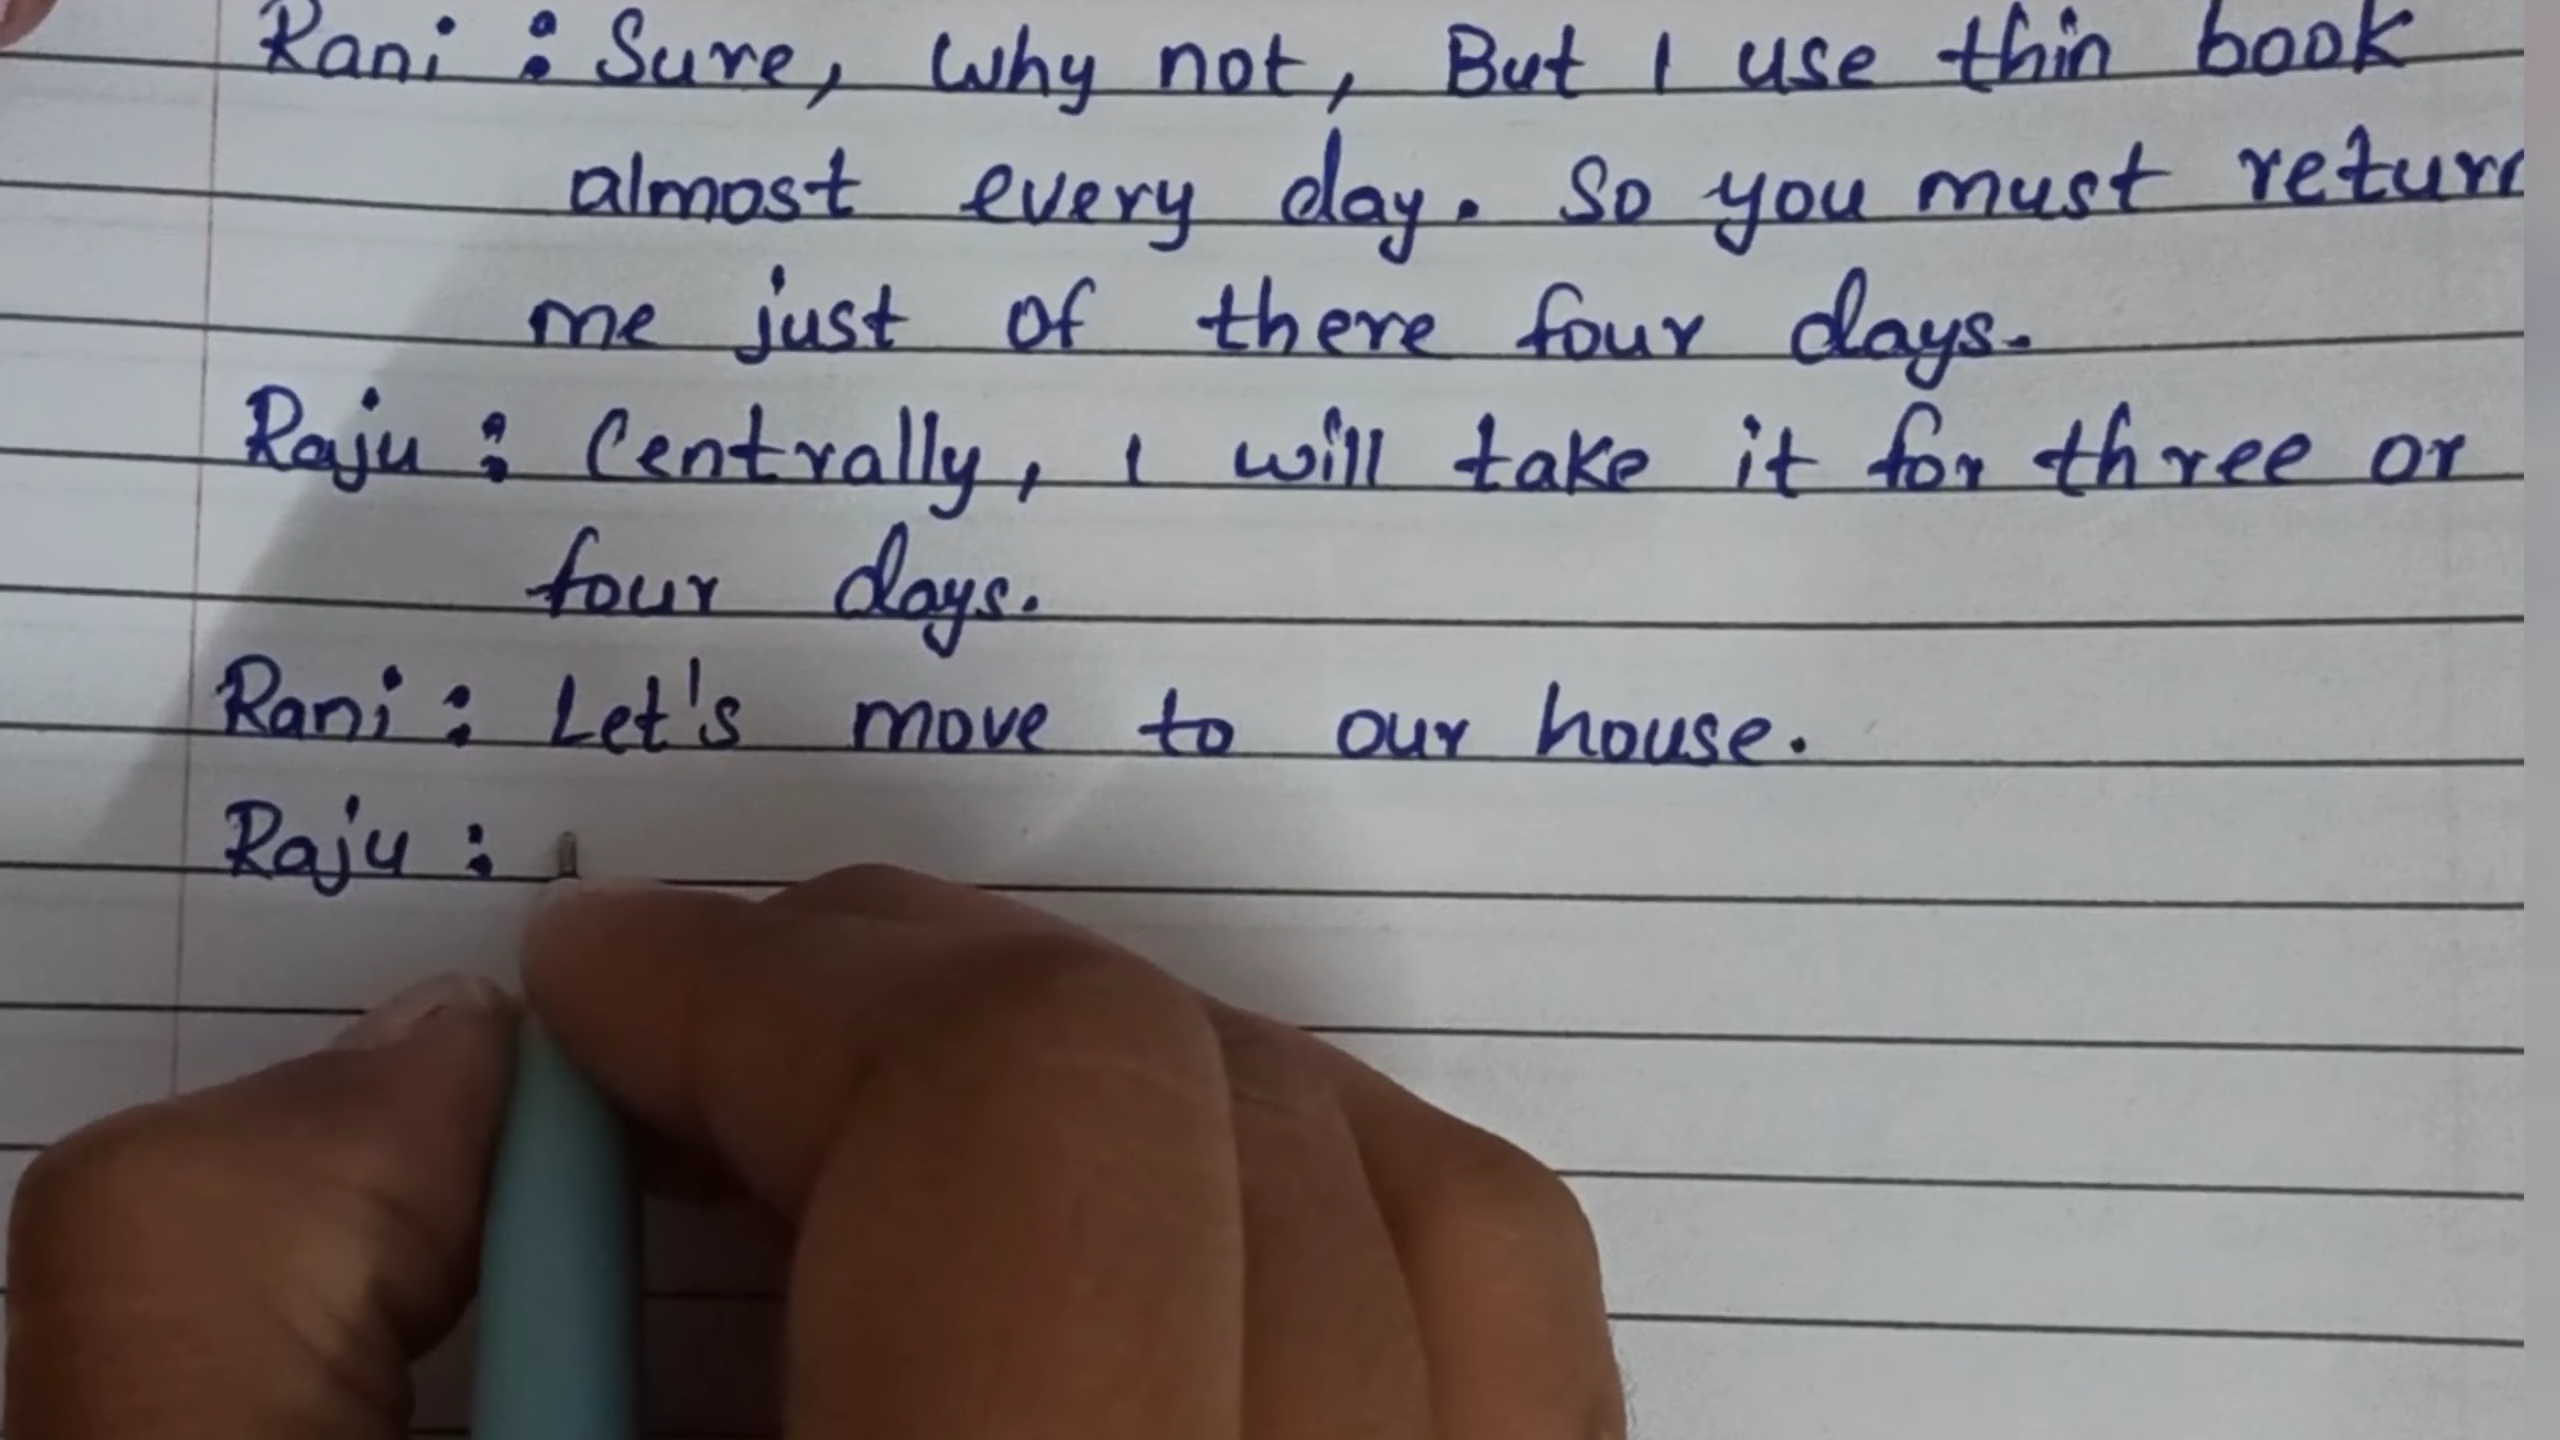 Rani : Sure, Why not, But I use thin book
almost every day. So you must return
me just of there four days.
Raju : Centrally, I will take it for three or
four days.
Rani : Let's move to our house.
Raju :